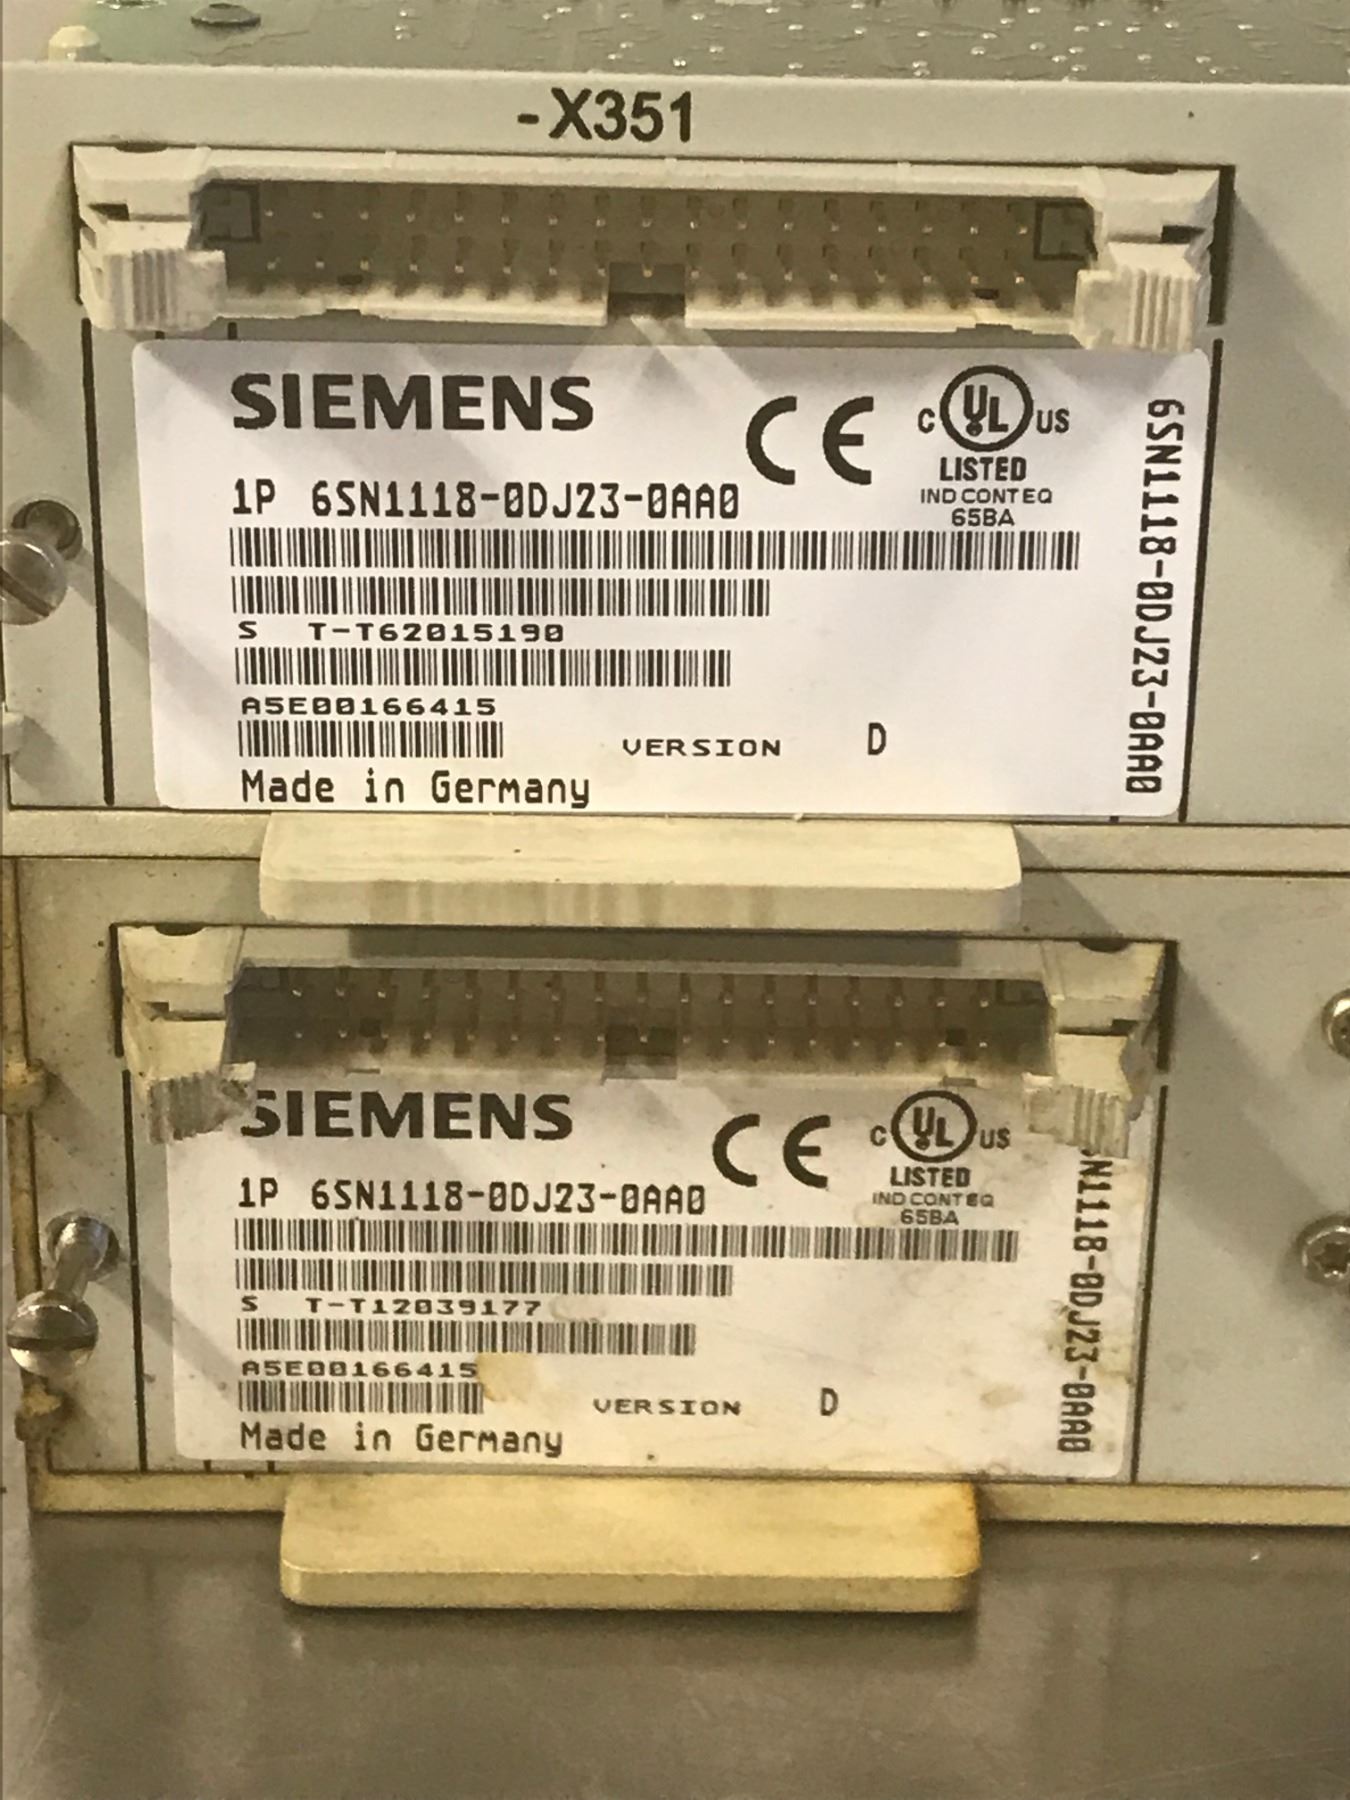 -X351
SIEMENS
CE
C UL US
LISTED
IND CONT EQ
65BA
1P 6SN1118-0DJ23-0AA0
S T-T62015190
A5E00166415
VERSION D
Made in Germany
6SN1118-0DJ23-0AA0
SIEMENS
CE
C UL US
LISTED
IND CONT EQ
65BA
1P 6SN1118-0DJ23-0AA0
S T-T12039177
A5E00166415
VERSION D
Made in Germany
N1118-0DJ23-0AA0